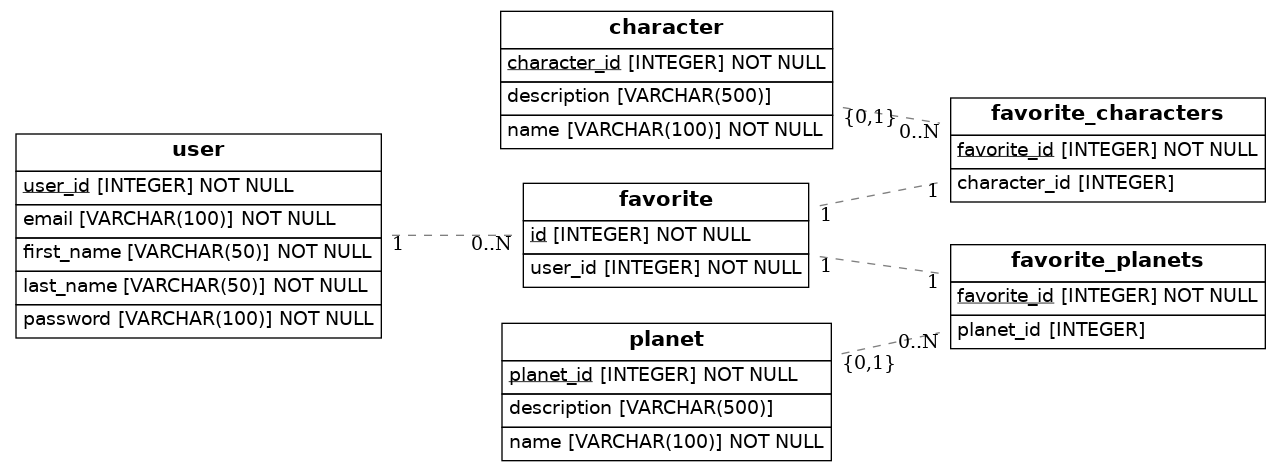 character
character_id [INTEGER] NOT NULL
description [VARCHAR(500)]
name [VARCHAR(100)] NOT NULL
{0,1}
0..N
favorite_characters
favorite_id [INTEGER] NOT NULL
character_id [INTEGER]
user
user_id [INTEGER] NOT NULL
email [VARCHAR(100)] NOT NULL
first_name [VARCHAR(50)] NOT NULL
last_name [VARCHAR(50)] NOT NULL
password [VARCHAR(100)] NOT NULL
1
0..N
favorite
id [INTEGER] NOT NULL
user_id [INTEGER] NOT NULL
1
1
1
1
favorite_planets
favorite_id [INTEGER] NOT NULL
planet_id [INTEGER]
planet
planet_id [INTEGER] NOT NULL
description [VARCHAR(500)]
name [VARCHAR(100)] NOT NULL
{0,1}
0..N